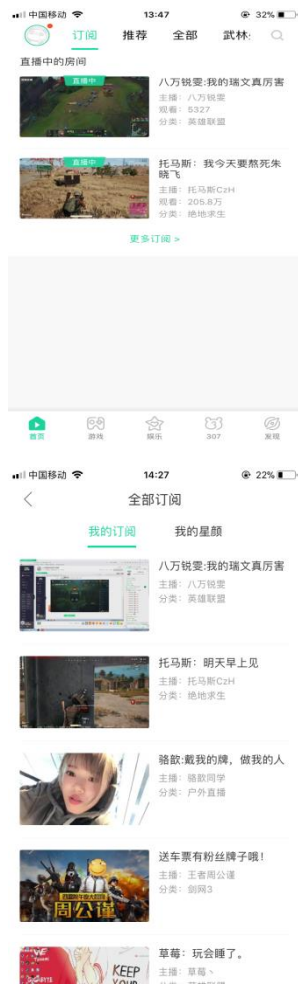 中国移动 13:47 32%
订阅 推荐 全部 武林
直播中的房间
直播中
八万锐雯:我的瑞文真厉害
主播：八万锐雯
观看：5327
分类：英雄联盟
直播中
托马斯：我今天要熬死朱
晓飞
主播：托马斯CzH
观看：205.8万
分类：绝地求生
更多订阅 >
首页 游戏 娱乐 307 发现
中国移动 14:27 22%
全部订阅
我的订阅 我的星颜
八万锐雯:我的瑞文真厉害
主播：八万锐雯
分类：英雄联盟
托马斯：明天早上见
主播：托马斯CzH
分类：绝地求生
骆歆:戴我的牌，做我的人
主播：骆歆同学
分类：户外直播
送车票有粉丝牌子哦！
主播：王者周公谨
分类：剑网3
周公谨
草莓：玩会睡了。
主播：草莓丶
KEEP
YOUR